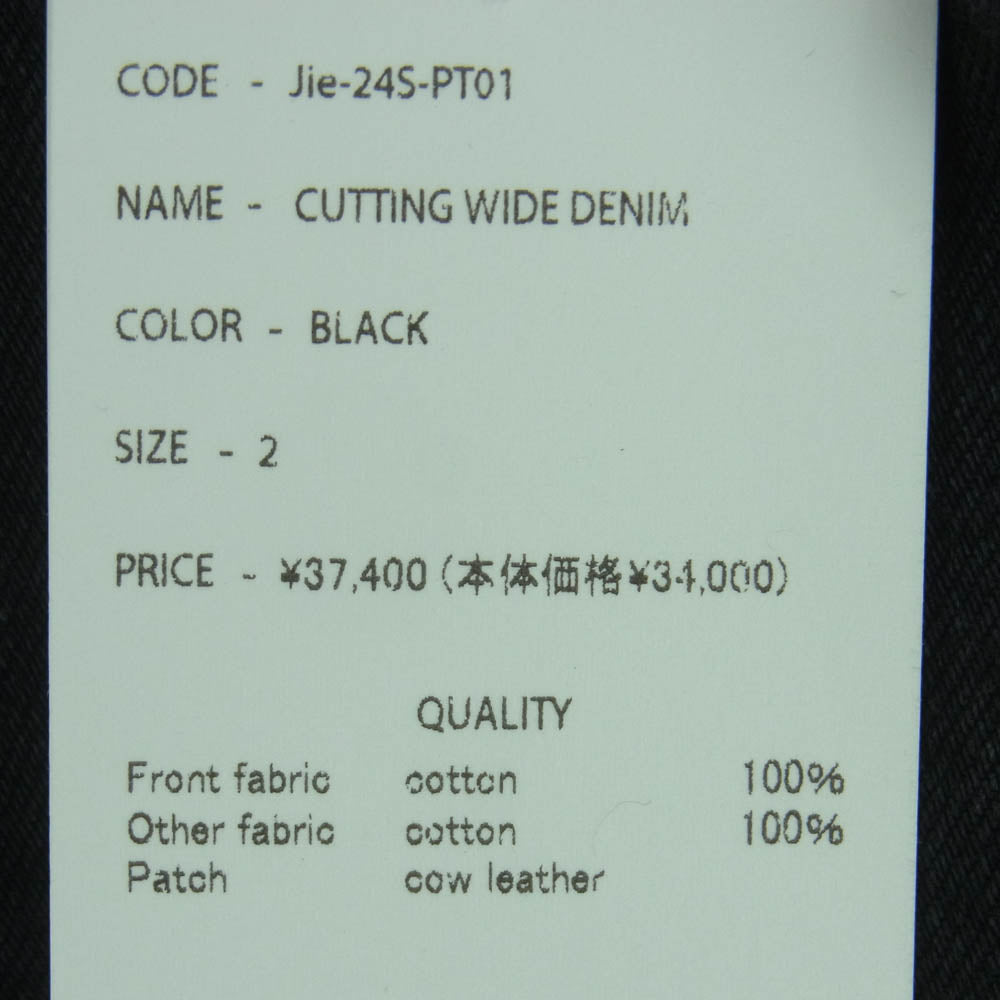 CODE - Jie-24S-PT01
NAME - CUTTING WIDE DENIM
COLOR - BLACK
SIZE - 2
PRICE - ¥37,400 (本体価格¥34,000)
QUALITY
Front fabric cotton 100%
Other fabric cotton 100%
Patch cow leather